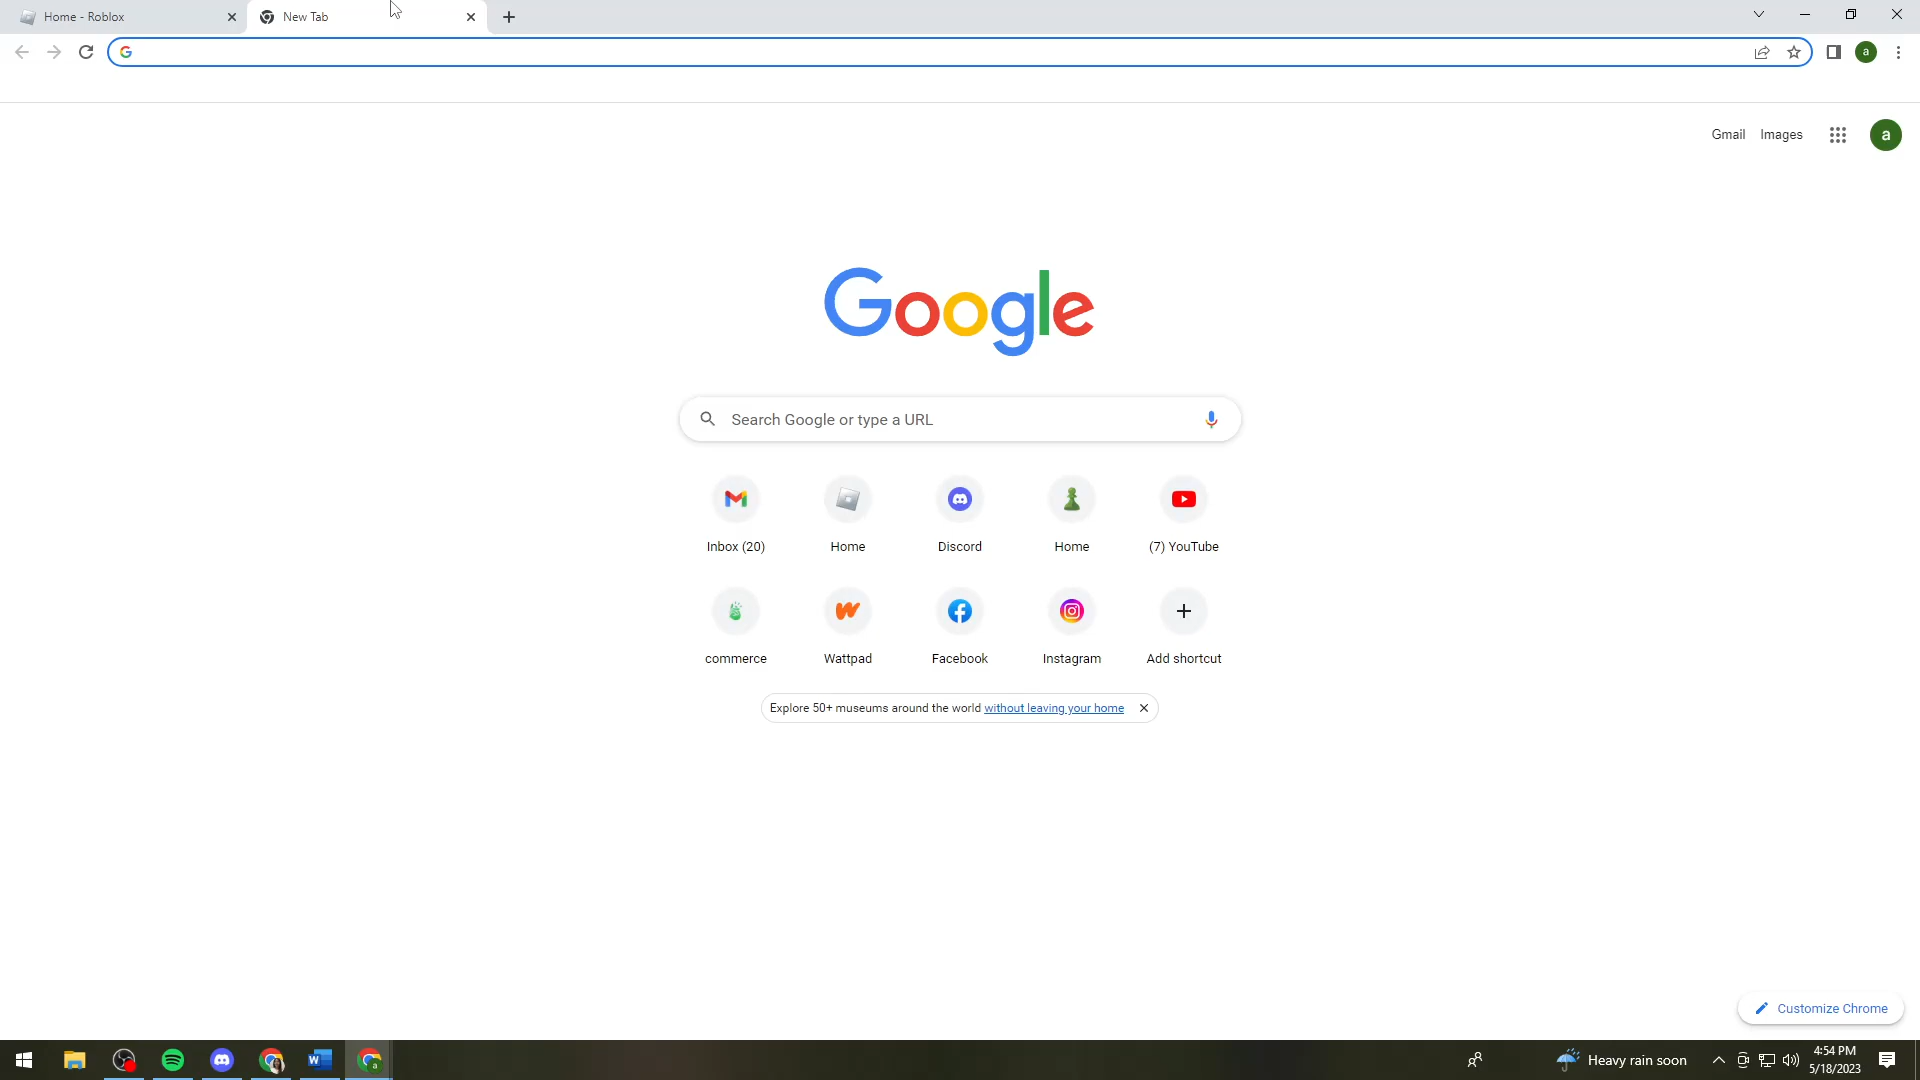 Home - Roblox
New Tab
Gmail Images
a
a
Google
Search Google or type a URL
Inbox (20) Home Discord Home (7) YouTube
commerce Wattpad Facebook Instagram Add shortcut
Explore 50+ museums around the world without leaving your home
Customize Chrome
Heavy rain soon
4:54 PM
5/18/2023